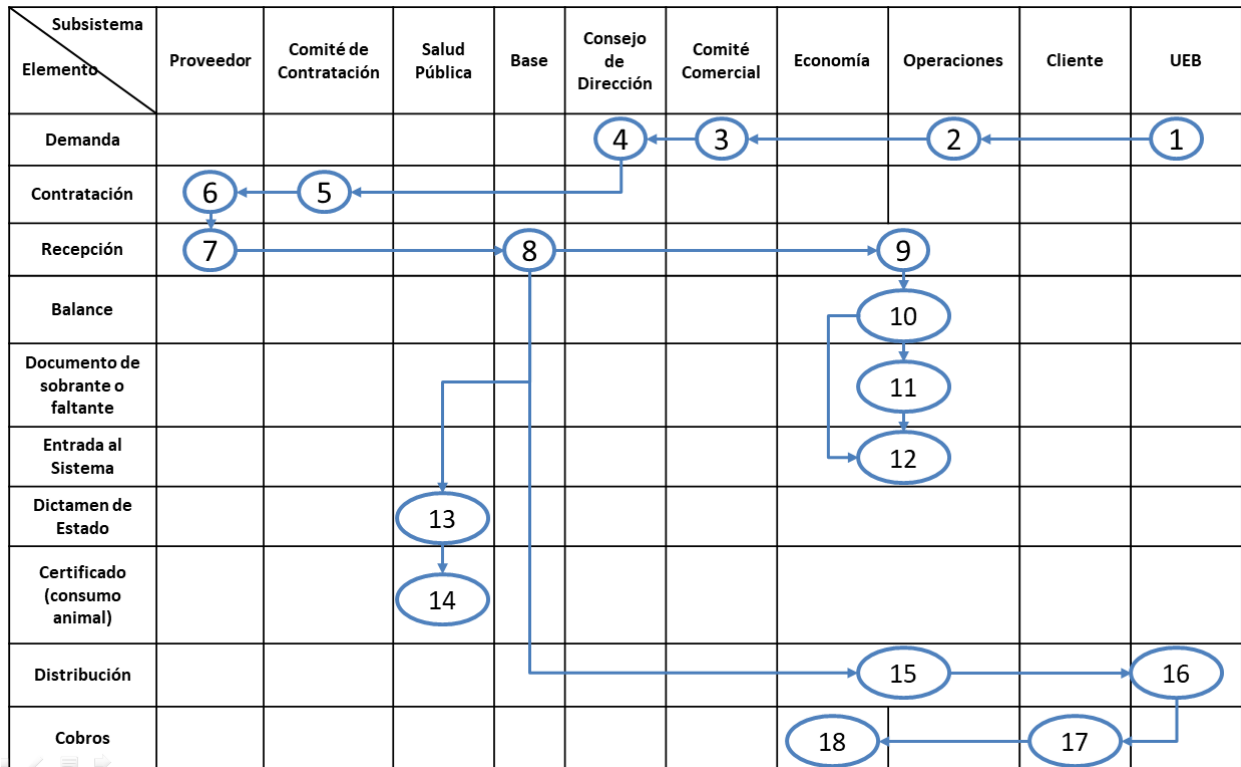 Subsistema
Elemento
Proveedor
Comité de
Contratación
Salud
Pública
Base
Consejo
de
Dirección
Comité
Comercial
Economía
Operaciones
Cliente
UEB
Demanda
4
3
2
1
Contratación
6
5
Recepción
7
8
9
Balance
10
Documento de
sobrante o
faltante
11
Entrada al
Sistema
12
Dictamen de
Estado
13
Certificado
(consumo
animal)
14
Distribución
15
16
Cobros
18
17